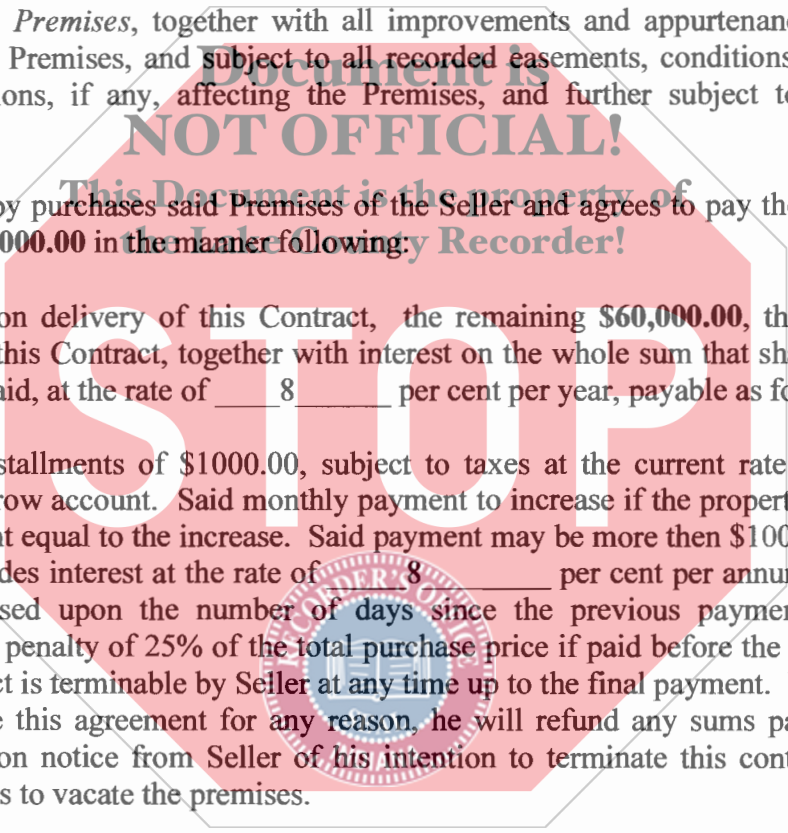 Premises, together with all improvements and appurtenanc
Premises, and subject to all recorded easements, conditions
ions, if any, affecting the Premises, and further subject to
by purchases said Premises of the Seller and agrees to pay the
000.00 in the manner following:
on delivery of this Contract, the remaining $60,000.00, th
this Contract, together with interest on the whole sum that sh
aid, at the rate of ____8______ per cent per year, payable as fo
stallments of $1000.00, subject to taxes at the current rate
row account. Said monthly payment to increase if the propert
nt equal to the increase. Said payment may be more then $100
des interest at the rate of ______8 ________ per cent per annum
sed upon the number of days since the previous paymen
penalty of 25% of the total purchase price if paid before the
ct is terminable by Seller at any time up to the final payment.
e this agreement for any reason, he will refund any sums pa
on notice from Seller of his intention to terminate this cont
s to vacate the premises.
Document is
NOT OFFICIAL!
This Document is the property of
the Lake County Recorder!
STOP
RECORDER'S OFFICE